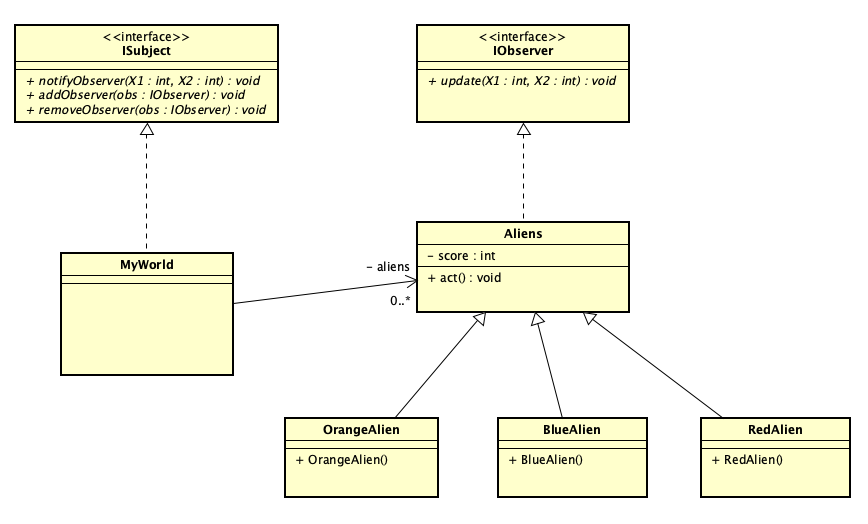 <<interface>>
ISubject
+ notifyObserver(X1 : int, X2 : int) : void
+ addObserver(obs : IObserver) : void
+ removeObserver(obs : IObserver) : void
<<interface>>
IObserver
+ update(X1 : int, X2 : int) : void
MyWorld
- aliens
0..*
Aliens
- score : int
+ act() : void
OrangeAlien
+ OrangeAlien()
BlueAlien
+ BlueAlien()
RedAlien
+ RedAlien()